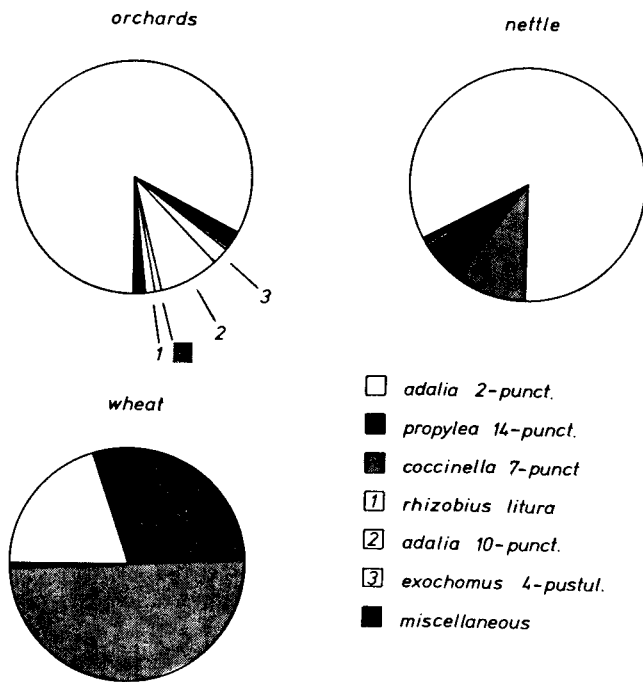 orchards
nettle
3
2
1
wheat
adalia 2-punct.
propylea 14-punct.
coccinella 7-punct
1 rhizobius litura
2 adalia 10-punct.
3 exochomus 4-pustul.
miscellaneous